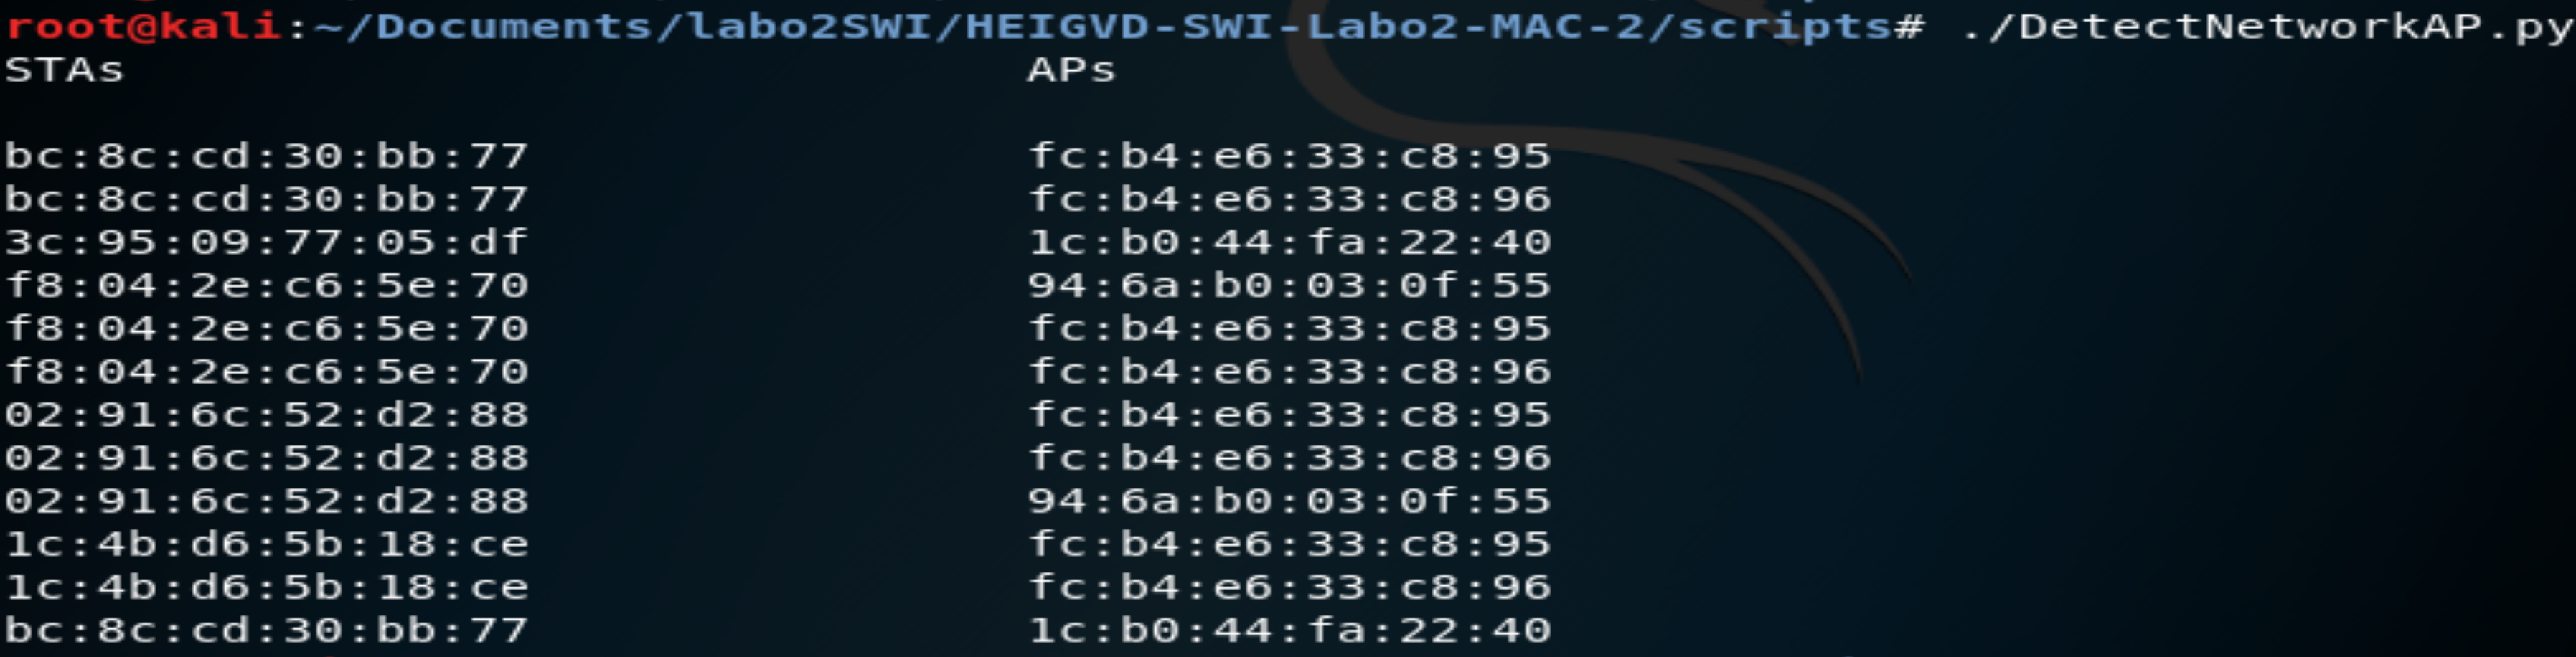 root@kali:~/Documents/labo2SWI/HEIGVD-SWI-Labo2-MAC-2/scripts# ./DetectNetworkAP.py
STAs APs
bc:8c:cd:30:bb:77 fc:b4:e6:33:c8:95
bc:8c:cd:30:bb:77 fc:b4:e6:33:c8:96
3c:95:09:77:05:df 1c:b0:44:fa:22:40
f8:04:2e:c6:5e:70 94:6a:b0:03:0f:55
f8:04:2e:c6:5e:70 fc:b4:e6:33:c8:95
f8:04:2e:c6:5e:70 fc:b4:e6:33:c8:96
02:91:6c:52:d2:88 fc:b4:e6:33:c8:95
02:91:6c:52:d2:88 fc:b4:e6:33:c8:96
02:91:6c:52:d2:88 94:6a:b0:03:0f:55
1c:4b:d6:5b:18:ce fc:b4:e6:33:c8:95
1c:4b:d6:5b:18:ce fc:b4:e6:33:c8:96
bc:8c:cd:30:bb:77 1c:b0:44:fa:22:40